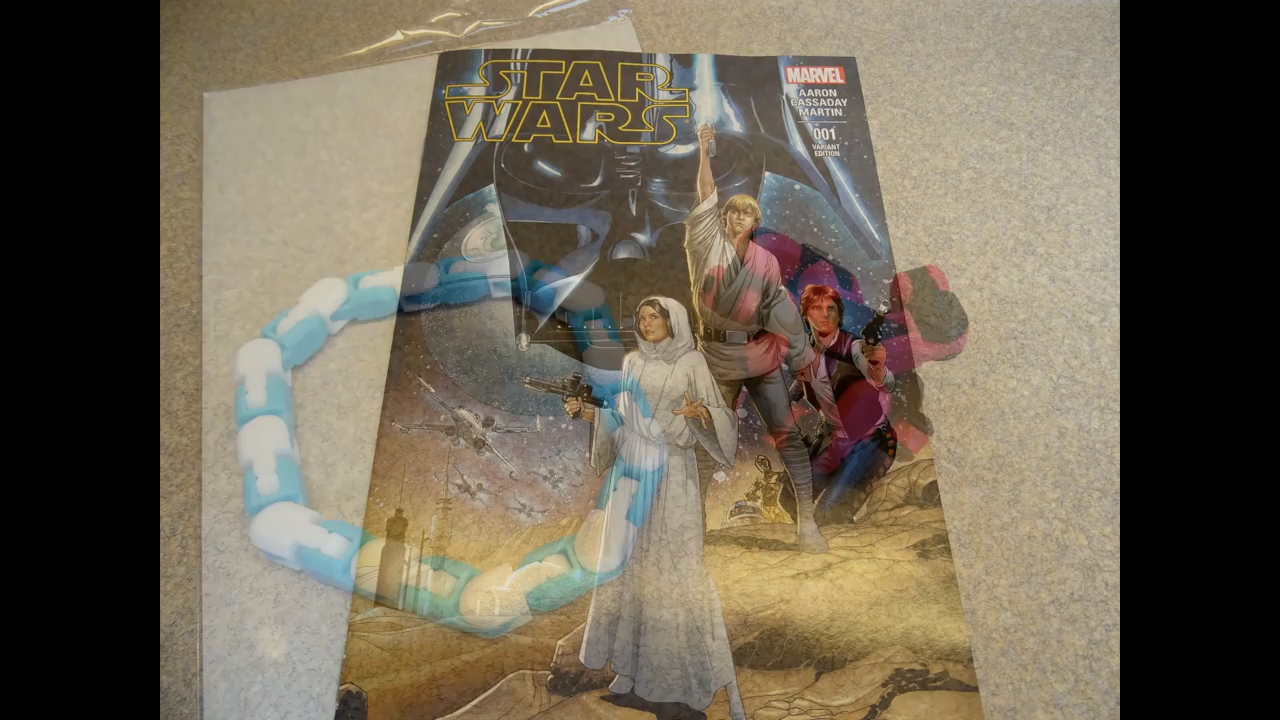 STAR
WARS
MARVEL
AARON
CASSADAY
MARTIN
001
VARIANT
EDITION